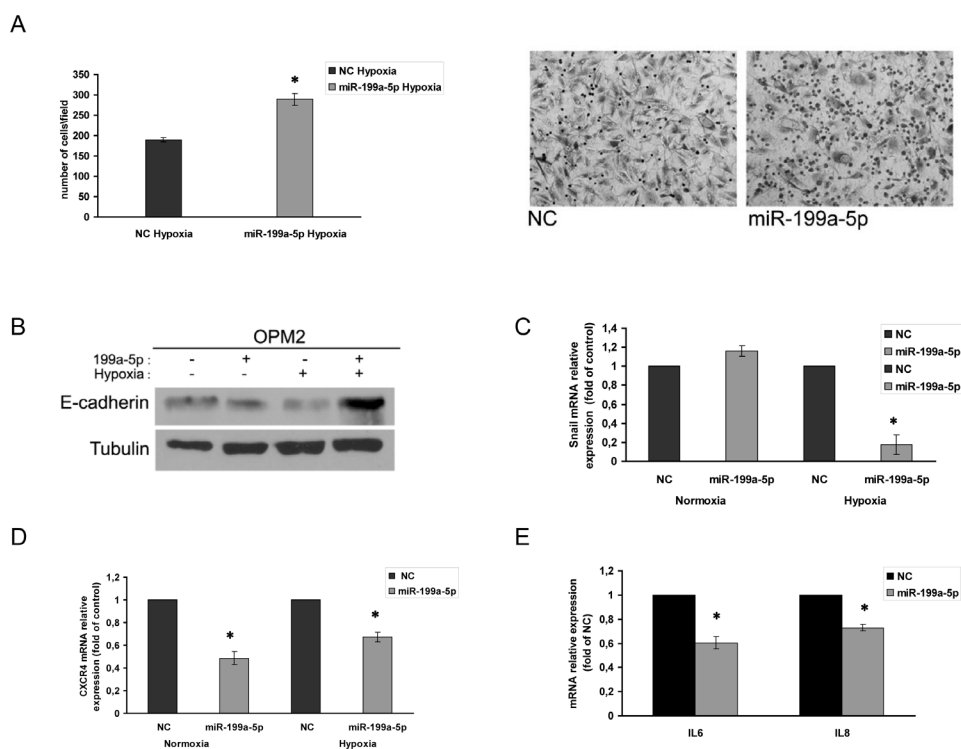 A
number of cells\field
350
300
250
200
150
100
50
0
NC Hypoxia
miR-199a-5p Hypoxia
*
NC Hypoxia
miR-199a-5p Hypoxia
NC
miR-199a-5p
B
OPM2
199a-5p : - + - +
Hypoxia : - - + +
E-cadherin
Tubulin
C
Snail mRNA relative
expression (fold of control)
1,4
1,2
1
0,8
0,6
0,4
0,2
0
NC
miR-199a-5p
NC
miR-199a-5p
*
NC miR-199a-5p NC miR-199a-5p
Normoxia Hypoxia
D
CXCR4 mRNA relative
expression (fold of control)
1,2
1
0,8
0,6
0,4
0,2
0
NC
miR-199a-5p
*
*
NC miR-199a-5p NC miR-199a-5p
Normoxia Hypoxia
E
mRNA relative expression
(fold of NC)
1,2
1
0,8
0,6
0,4
0,2
0
NC
miR-199a-5p
*
*
IL6 IL8